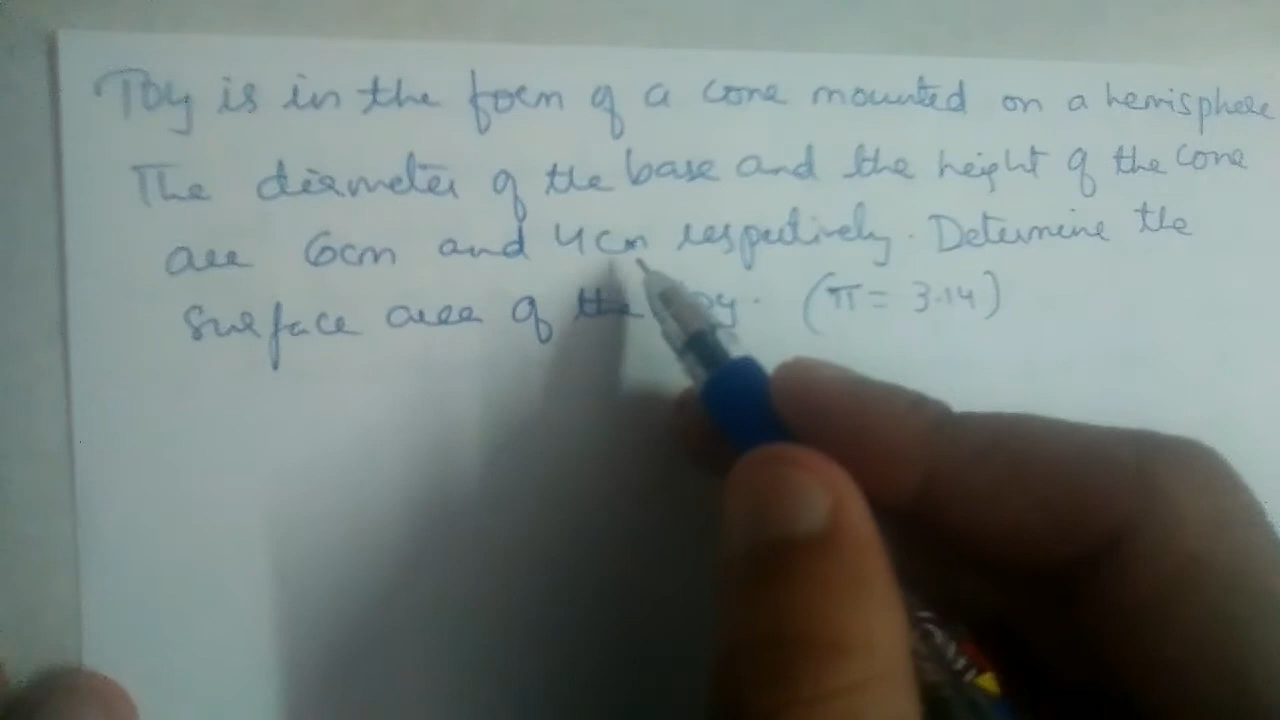 Toy is in the form of a cone mounted on a hemisphere
The diameter of the base and the height of the cone
are 6cm and 4cm respectively. Determine the
surface area of the (π = 3.14)